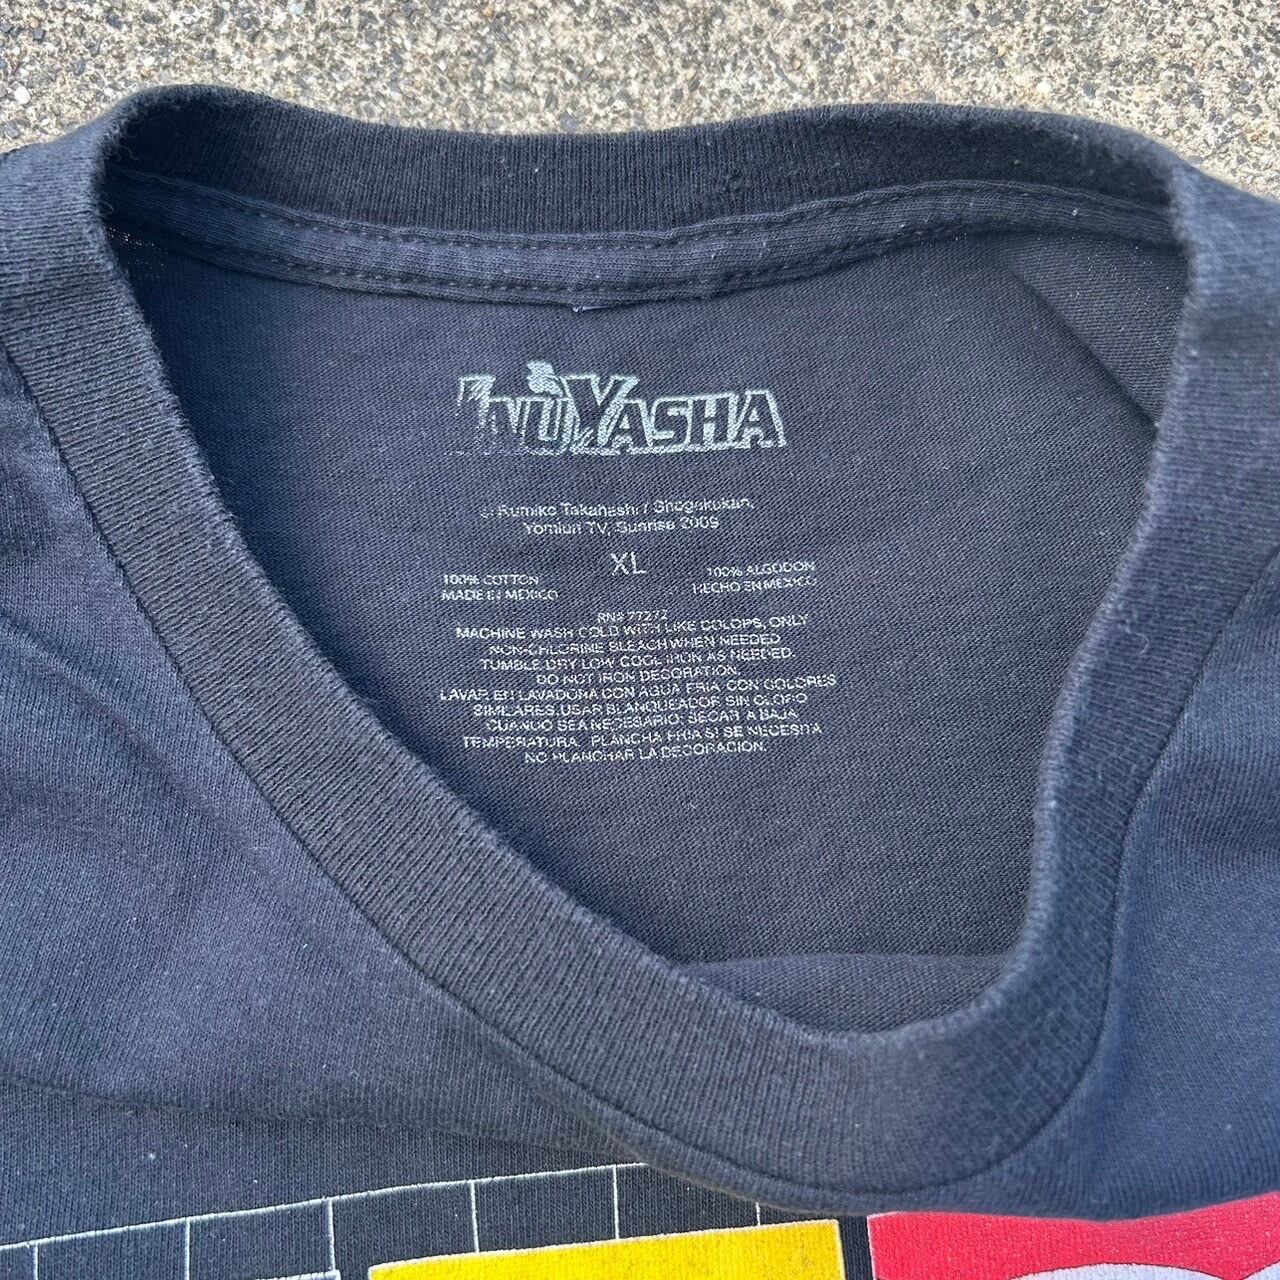 INUYASHA
© Rumiko Takahashi / Shogakukan,
Yomiuri TV, Sunrise 2009
XL
100% COTTON
MADE IN MEXICO
100% ALGODON
HECHO EN MEXICO
RN# 77272
MACHINE WASH COLD WITH LIKE COLORS, ONLY
NON-CHLORINE BLEACH WHEN NEEDED
TUMBLE DRY LOW COOL IRON AS NEEDED.
DO NOT IRON DECORATION.
LAVAR EN LAVADORA CON AGUA FRIA CON COLORES
SIMILARES. USAR BLANQUEADOR SIN CLORO
CUANDO SEA NECESARIO: SECAR A BAJA
TEMPERATURA. PLANCHA FRIA SI SE NECESITA
NO PLANCHAR LA DECORACION.